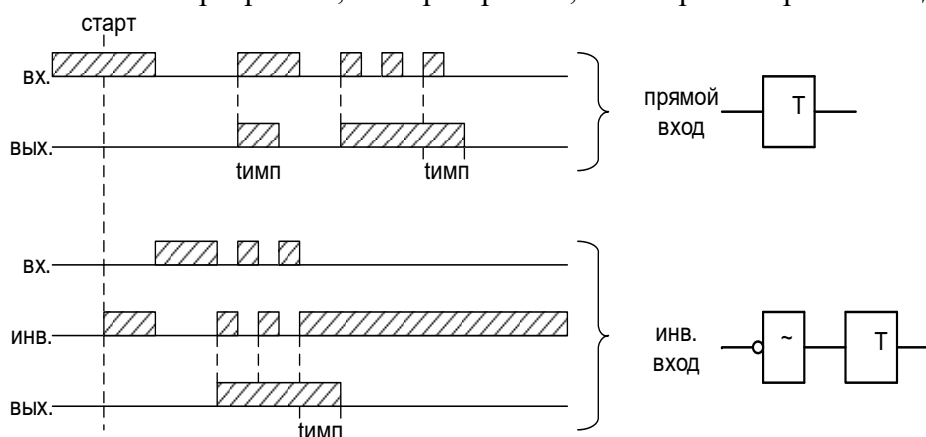 старт
вх.
вых.
tимп
tимп
прямой
вход
T
вх.
инв.
вых.
tимп
инв.
вход
~
T